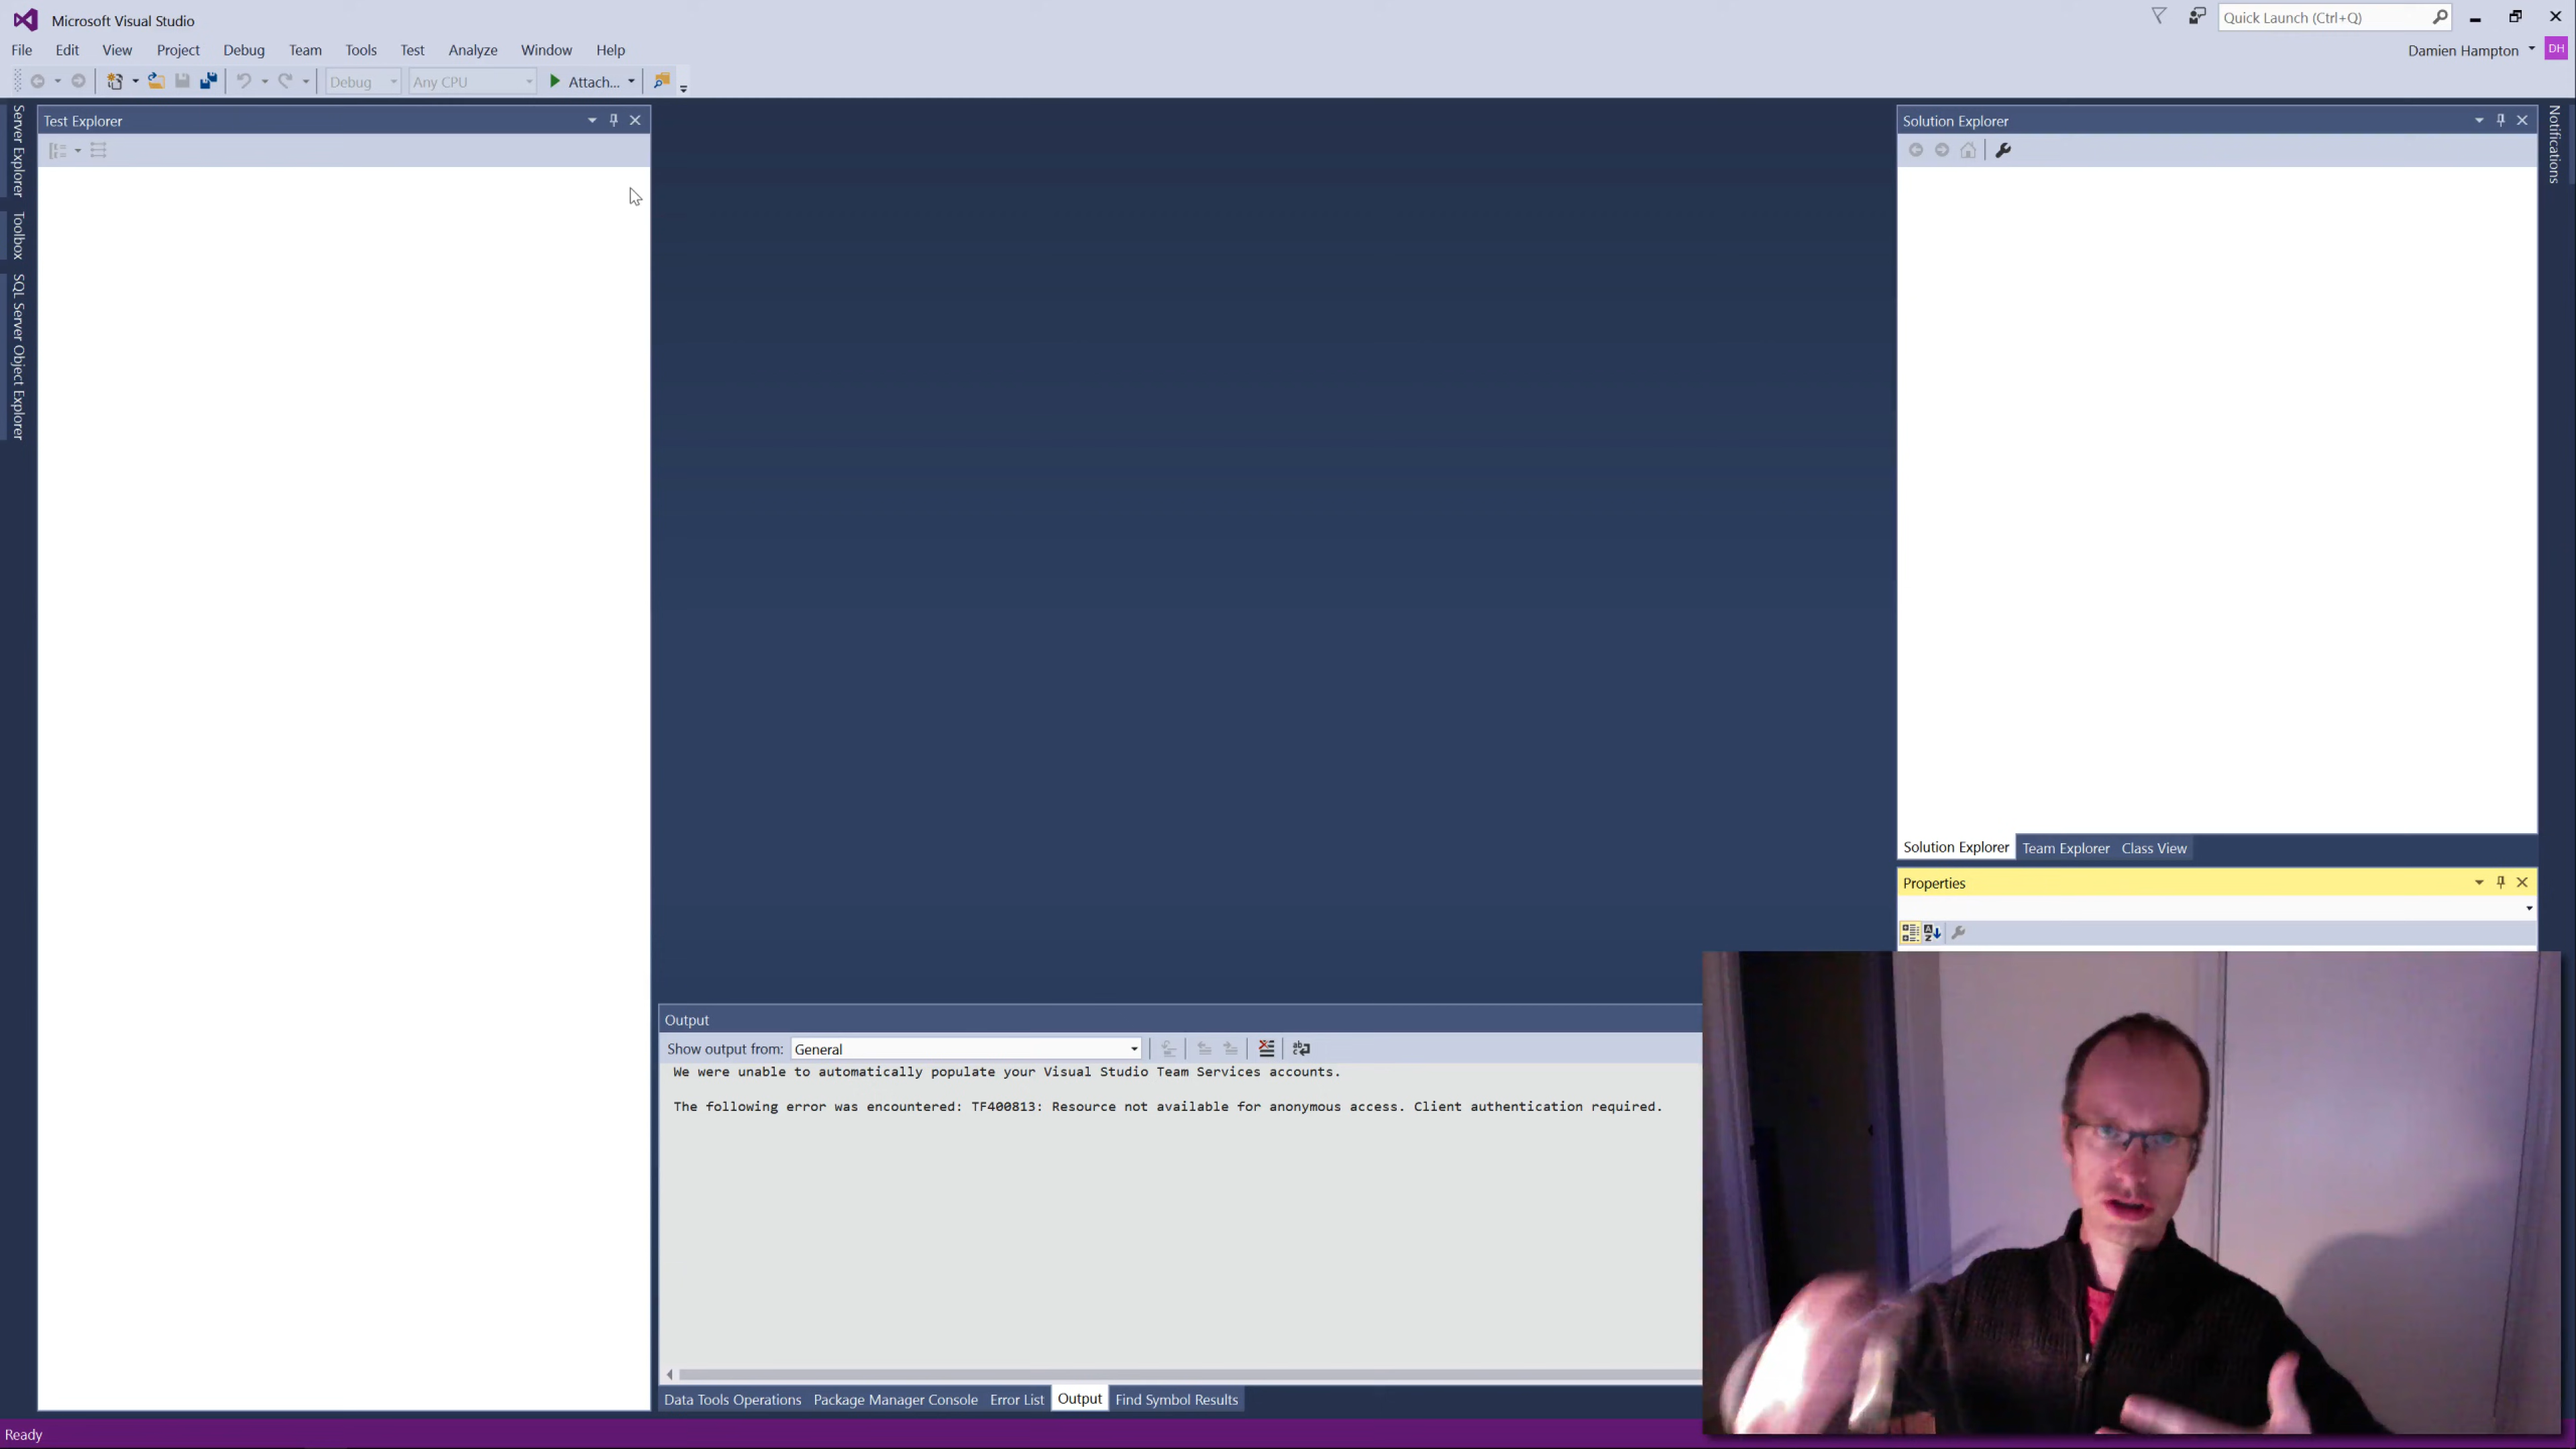 Microsoft Visual Studio
Quick Launch (Ctrl+Q)
File Edit View Project Debug Team Tools Test Analyze Window Help
Damien Hampton DH
Debug Any CPU Attach...
Server Explorer
Toolbox
SQL Server Object Explorer
Test Explorer
Solution Explorer
Notifications
Solution Explorer Team Explorer Class View
Properties
Output
Show output from: General
We were unable to automatically populate your Visual Studio Team Services accounts.
The following error was encountered: TF400813: Resource not available for anonymous access. Client authentication required.
Data Tools Operations Package Manager Console Error List Output Find Symbol Results
Ready